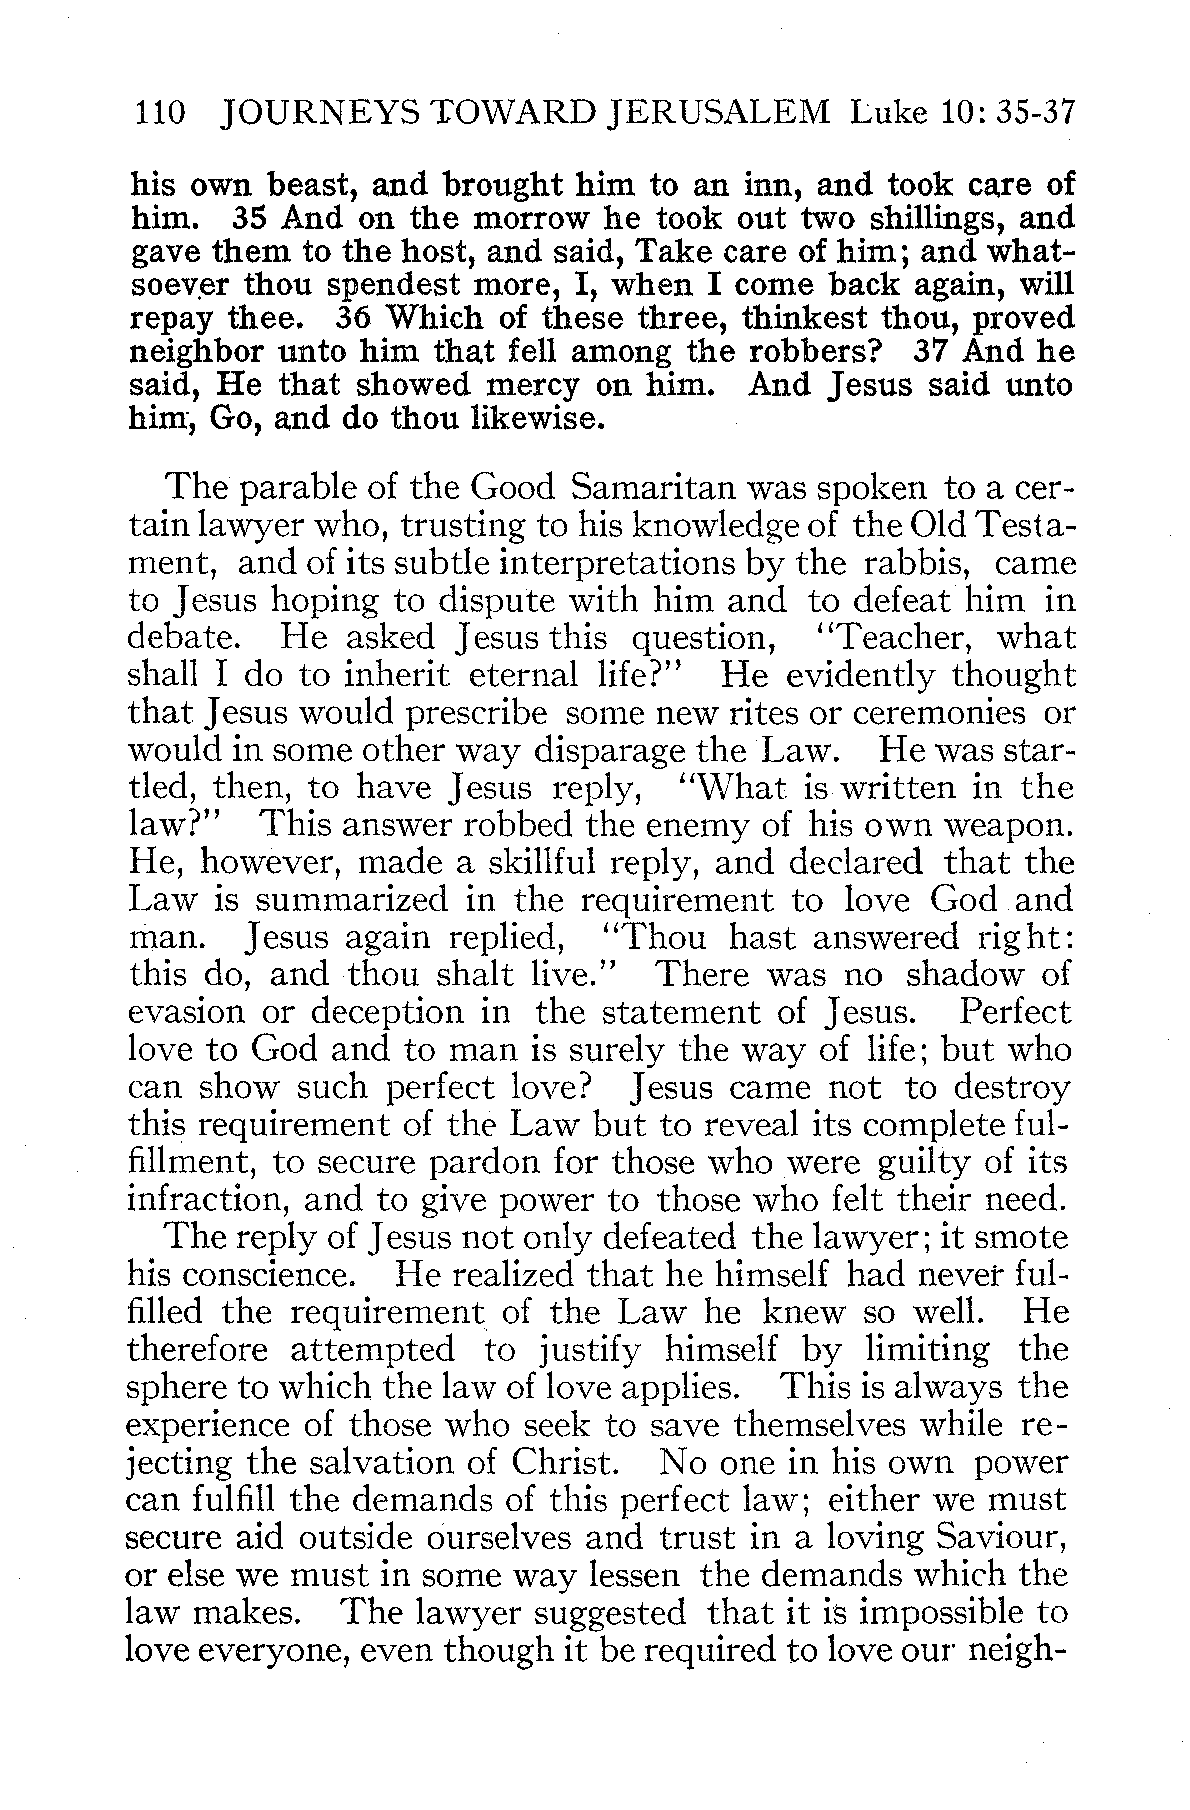 110 JOURNEYS TOWARD JERUSALEM Luke 10: 35-37
his own beast, and brought him to an inn, and took care of
him. 35 And on the morrow he took out two shillings, and
gave them to the host, and said, Take care of him; and what-
soever thou spendest more, I, when I come back again, will
repay thee. 36 Which of these three, thinkest thou, proved
neighbor unto him that fell among the robbers? 37 And he
said, He that showed mercy on him. And Jesus said unto
him, Go, and do thou likewise.
The parable of the Good Samaritan was spoken to a cer-
tain lawyer who, trusting to his knowledge of the Old Testa-
ment, and of its subtle interpretations by the rabbis, came
to Jesus hoping to dispute with him and to defeat him in
debate. He asked Jesus this question, "Teacher, what
shall I do to inherit eternal life?" He evidently thought
that Jesus would prescribe some new rites or ceremonies or
would in some other way disparage the Law. He was star-
tled, then, to have Jesus reply, "What is written in the
law?" This answer robbed the enemy of his own weapon.
He, however, made a skillful reply, and declared that the
Law is summarized in the requirement to love God and
man. Jesus again replied, "Thou hast answered right:
this do, and thou shalt live." There was no shadow of
evasion or deception in the statement of Jesus. Perfect
love to God and to man is surely the way of life; but who
can show such perfect love? Jesus came not to destroy
this requirement of the Law but to reveal its complete ful-
fillment, to secure pardon for those who were guilty of its
infraction, and to give power to those who felt their need.
The reply of Jesus not only defeated the lawyer; it smote
his conscience. He realized that he himself had never ful-
filled the requirement of the Law he knew so well. He
therefore attempted to justify himself by limiting the
sphere to which the law of love applies. This is always the
experience of those who seek to save themselves while re-
jecting the salvation of Christ. No one in his own power
can fulfill the demands of this perfect law; either we must
secure aid outside ourselves and trust in a loving Saviour,
or else we must in some way lessen the demands which the
law makes. The lawyer suggested that it is impossible to
love everyone, even though it be required to love our neigh-